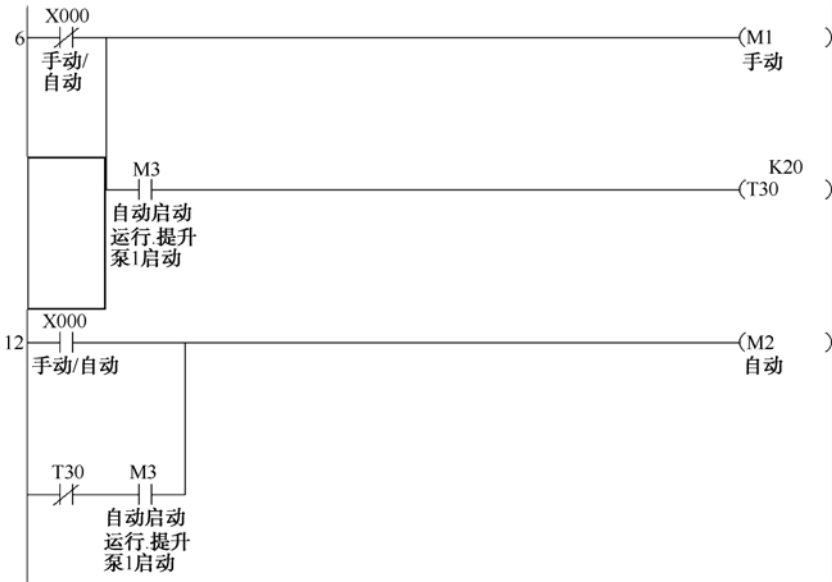 X000
6
(M1 )
手动/
自动
手动
M3
K20
(T30 )
自动启动
运行.提升
泵1启动
X000
12
(M2 )
手动/自动
自动
T30
M3
自动启动
运行.提升
泵1启动